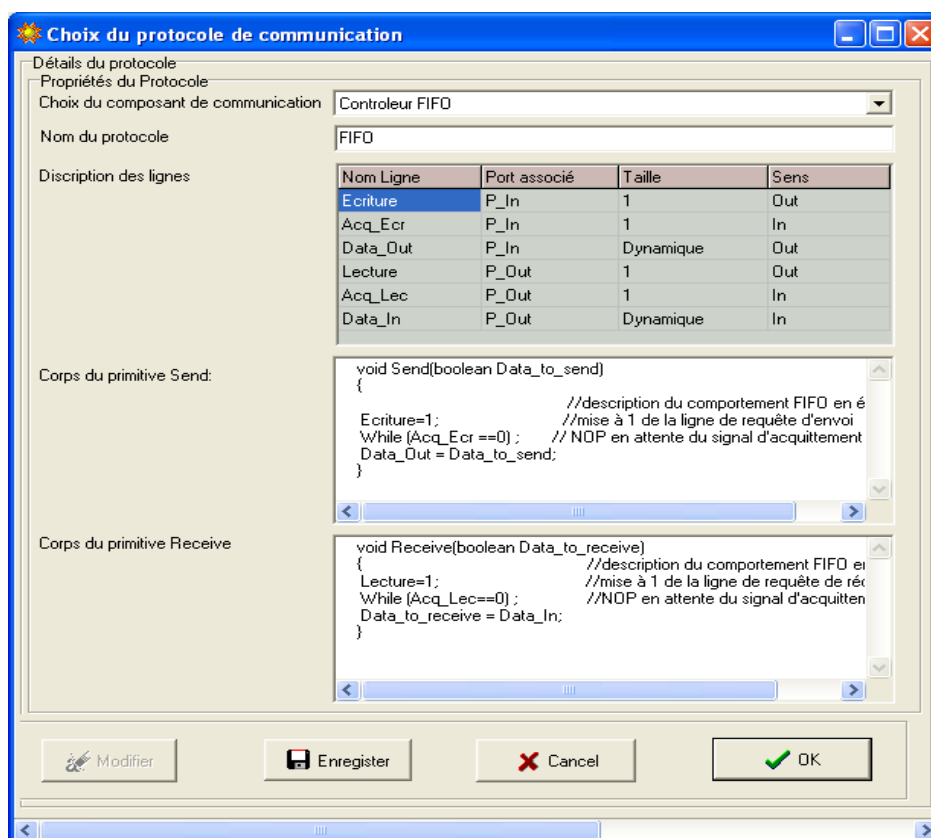 Choix du protocole de communication
Détails du protocole
Propriétés du Protocole
Choix du composant de communication Controleur FIFO
Nom du protocole FIFO
Discription des lignes
Nom Ligne Port associé Taille Sens
Ecriture P_In 1 Out
Acq_Ecr P_In 1 In
Data_Out P_In Dynamique Out
Lecture P_Out 1 Out
Acq_Lec P_Out 1 In
Data_In P_Out Dynamique In
Corps du primitive Send:
void Send(boolean Data_to_send)
{
//description du comportement FIFO en é
Ecriture=1; //mise à 1 de la ligne de requête d'envoi
While (Acq_Ecr ==0) ; // NOP en attente du signal d'acquittement
Data_Out = Data_to_send;
}
Corps du primitive Receive
void Receive(boolean Data_to_receive)
{ //description du comportement FIFO en
Lecture=1; //mise à 1 de la ligne de requête de réc
While (Acq_Lec==0) ; //NOP en attente du signal d'acquitten
Data_to_receive = Data_In;
}
Modifier Enregister Cancel OK